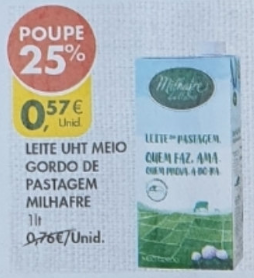 POUPE
25%
0,57€
Unid.
LEITE UHT MEIO
GORDO DE
PASTAGEM
MILHAFRE
1lt
0,76€/Unid.
Milhafre
LEITE DE PASTAGEM.
QUEM FAZ, AMA.